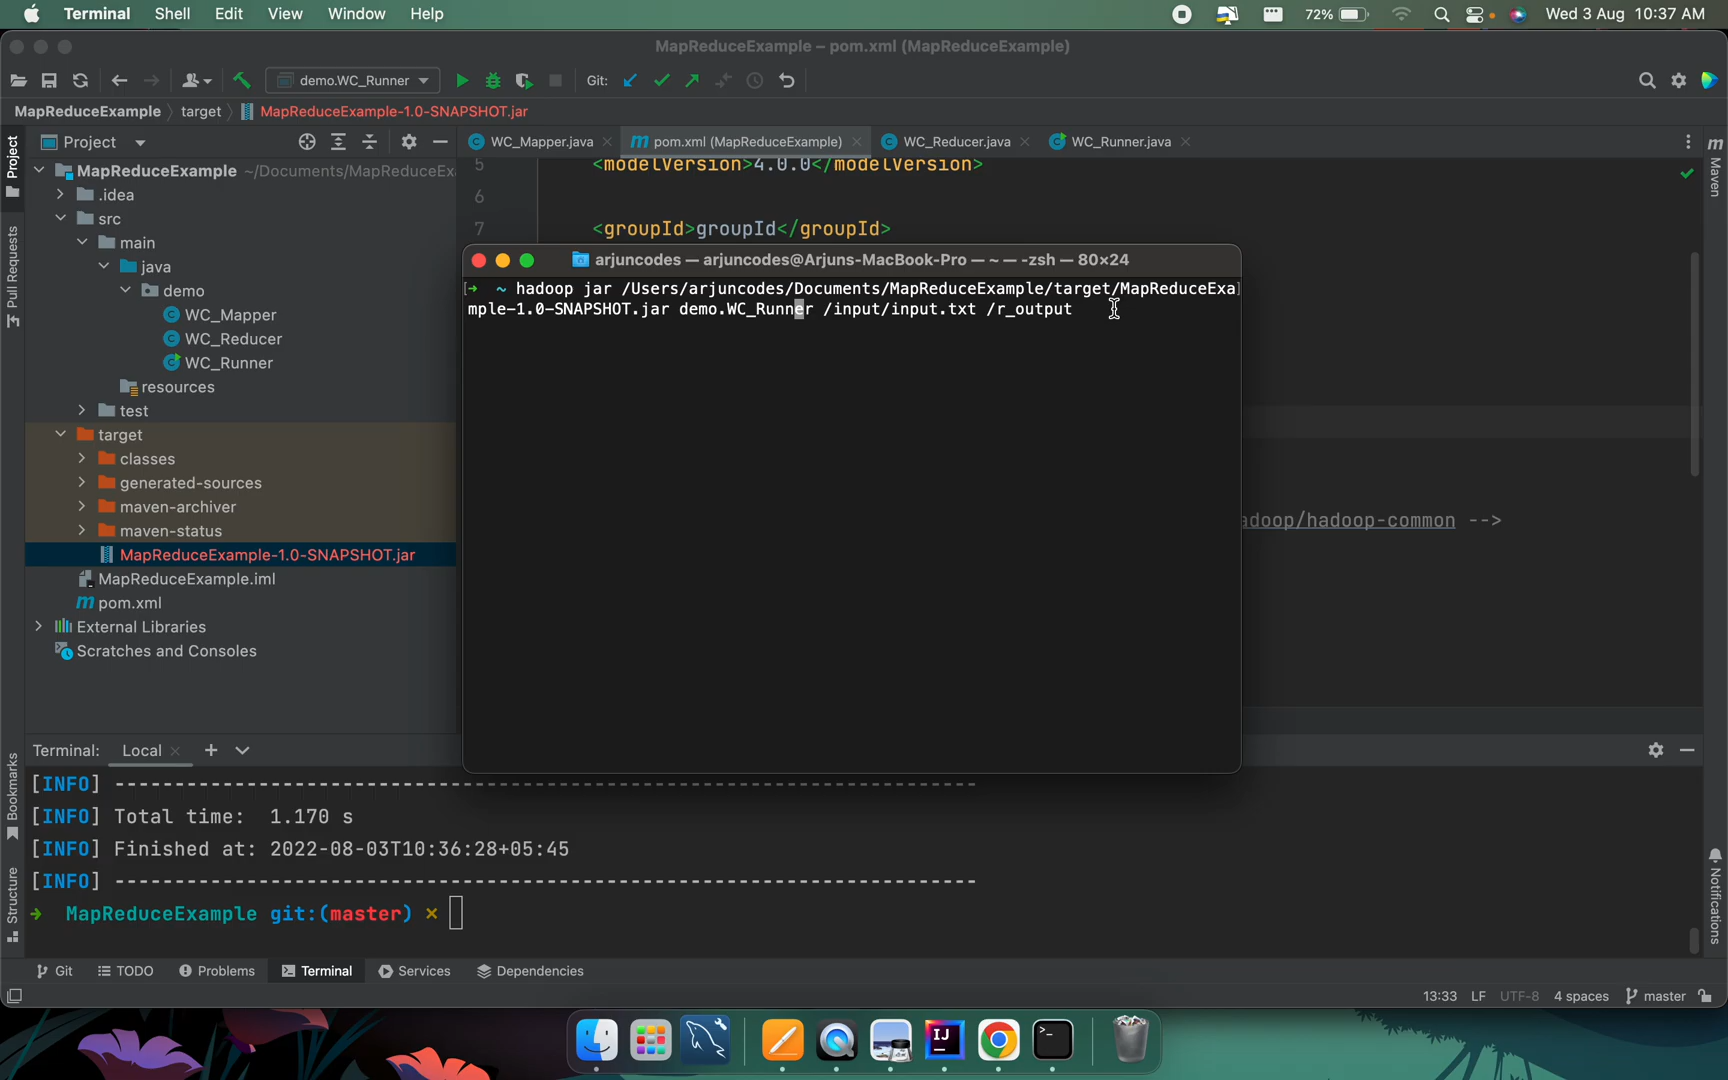 Terminal Shell Edit View Window Help 72% Wed 3 Aug 10:37 AM
MapReduceExample – pom.xml (MapReduceExample)
demo.WC_Runner Git:
MapReduceExample target MapReduceExample-1.0-SNAPSHOT.jar
Project
WC_Mapper.java pom.xml (MapReduceExample) WC_Reducer.java WC_Runner.java
Project
Pull Requests
Bookmarks
Structure
Maven
Notifications
MapReduceExample ~/Documents/MapReduceEx
.idea
src
main
java
demo
WC_Mapper
WC_Reducer
WC_Runner
resources
test
target
classes
generated-sources
maven-archiver
maven-status
MapReduceExample-1.0-SNAPSHOT.jar
MapReduceExample.iml
pom.xml
External Libraries
Scratches and Consoles
5 <modelVersion>4.0.0</modelVersion>
6
7 <groupId>groupId</groupId>
adoop/hadoop-common -->
arjuncodes — arjuncodes@Arjuns-MacBook-Pro — ~ — -zsh — 80×24
[→ ~ hadoop jar /Users/arjuncodes/Documents/MapReduceExample/target/MapReduceExa]
mple-1.0-SNAPSHOT.jar demo.WC_Runner /input/input.txt /r_output
Terminal: Local
[INFO] ------------------------------------------------------------------------
[INFO] Total time: 1.170 s
[INFO] Finished at: 2022-08-03T10:36:28+05:45
[INFO] ------------------------------------------------------------------------
→ MapReduceExample git:(master) ×
Git TODO Problems Terminal Services Dependencies
13:33 LF UTF-8 4 spaces master